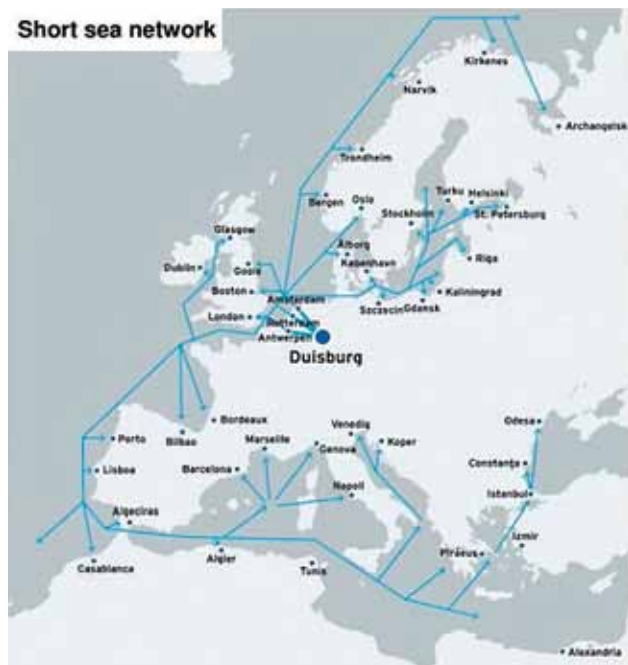 Short sea network
Kirkenes
Narvik
Archangelsk
Trondheim
Bergen
Oslo
Turku
Helsinki
Stockholm
St. Petersburg
Glasgow
Ålborg
Dublin
Goole
København
Riga
Boston
Amsterdam
Kaliningrad
Szczecin
Gdansk
London
Rotterdam
Antwerpen
Duisburg
Bordeaux
Venedig
Odesa
Porto
Bilbao
Marseille
Genova
Koper
Lisboa
Barcelona
Napoli
Constanţa
Istanbul
Algeciras
Izmir
Piraeus
Casablanca
Algier
Tunis
Alexandria